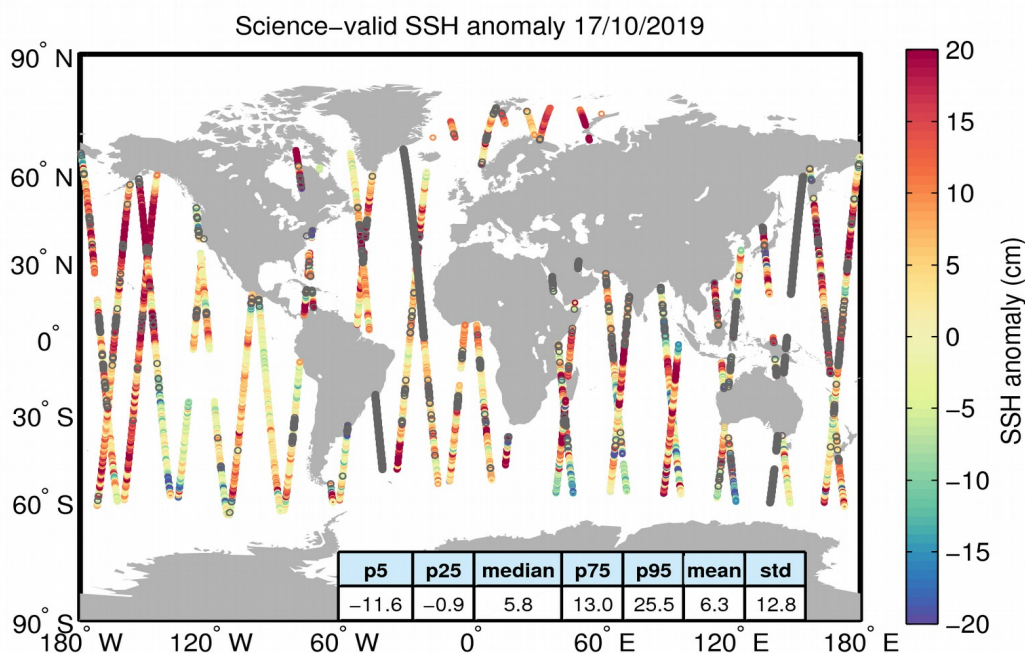 Science−valid SSH anomaly 17/10/2019
90° N
60° N
30° N
0°
30° S
60° S
90° S
180° W
120° W
60° W
0°
60° E
120° E
180° E
p5 p25 median p75 p95 mean std
−11.6 −0.9 5.8 13.0 25.5 6.3 12.8
20
15
10
5
0
−5
−10
−15
−20
SSH anomaly (cm)